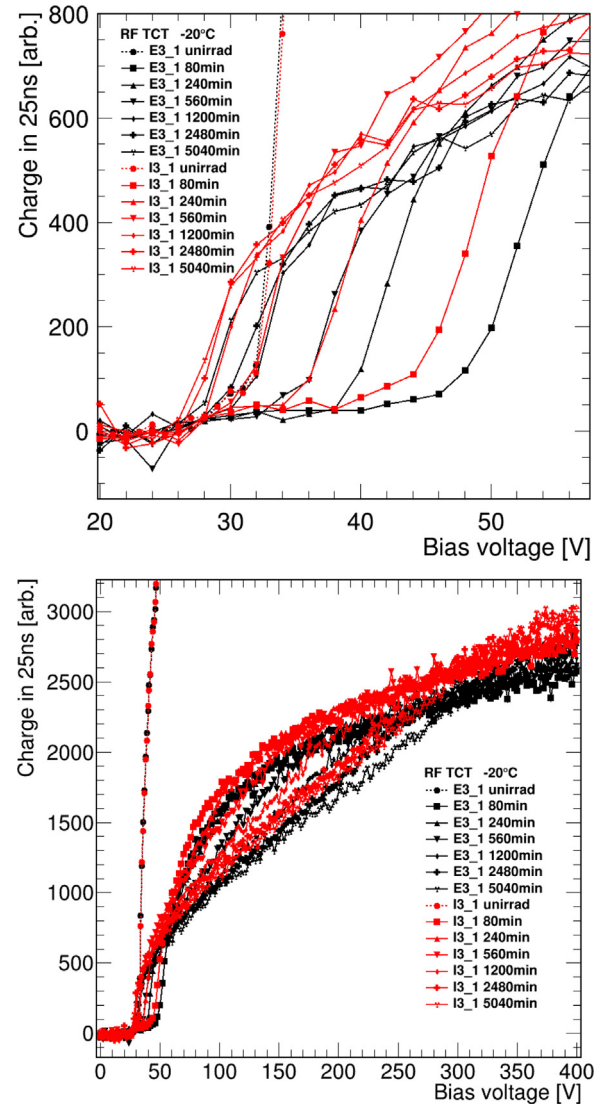 Charge in 25ns [arb.]
800
600
400
200
0
RF TCT -20°C
E3_1 unirrad
E3_1 80min
E3_1 240min
E3_1 560min
E3_1 1200min
E3_1 2480min
E3_1 5040min
I3_1 unirrad
I3_1 80min
I3_1 240min
I3_1 560min
I3_1 1200min
I3_1 2480min
I3_1 5040min
20 30 40 50
Bias voltage [V]
Charge in 25ns [arb.]
3000
2500
2000
1500
1000
500
0
RF TCT -20°C
E3_1 unirrad
E3_1 80min
E3_1 240min
E3_1 560min
E3_1 1200min
E3_1 2480min
E3_1 5040min
I3_1 unirrad
I3_1 80min
I3_1 240min
I3_1 560min
I3_1 1200min
I3_1 2480min
I3_1 5040min
0 50 100 150 200 250 300 350 400
Bias voltage [V]